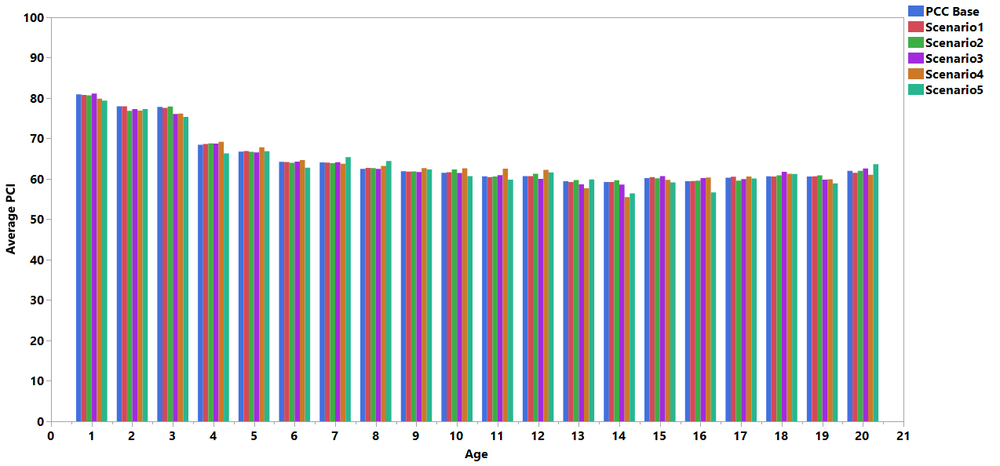 PCC Base
Scenario1
Scenario2
Scenario3
Scenario4
Scenario5
100
90
80
70
60
50
40
30
20
10
0
Average PCI
0 1 2 3 4 5 6 7 8 9 10 11 12 13 14 15 16 17 18 19 20 21
Age